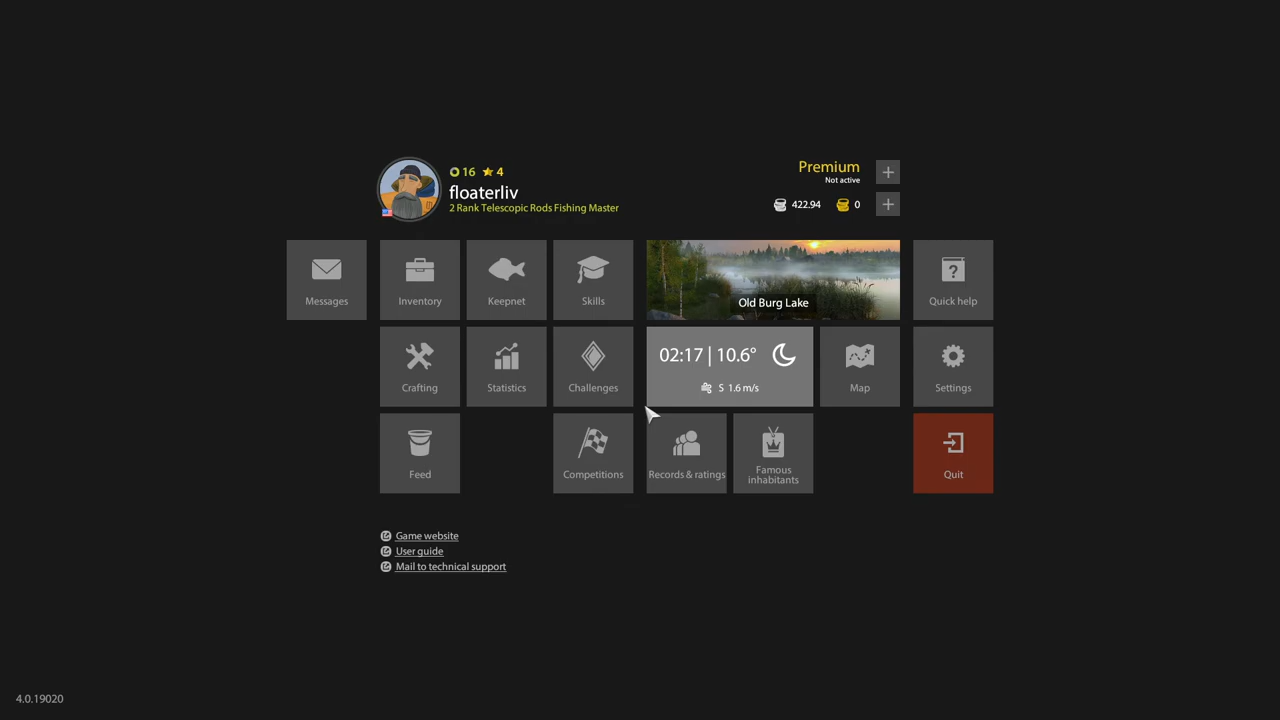 16 4
floaterliv
2 Rank Telescopic Rods Fishing Master
Premium
Not active
422.94 0
Messages
Inventory
Keepnet
Skills
Old Burg Lake
Quick help
Crafting
Statistics
Challenges
02:17 | 10.6°
S 1.6 m/s
Map
Settings
Feed
Competitions
Records & ratings
Famous
inhabitants
Quit
Game website
User guide
Mail to technical support
4.0.19020